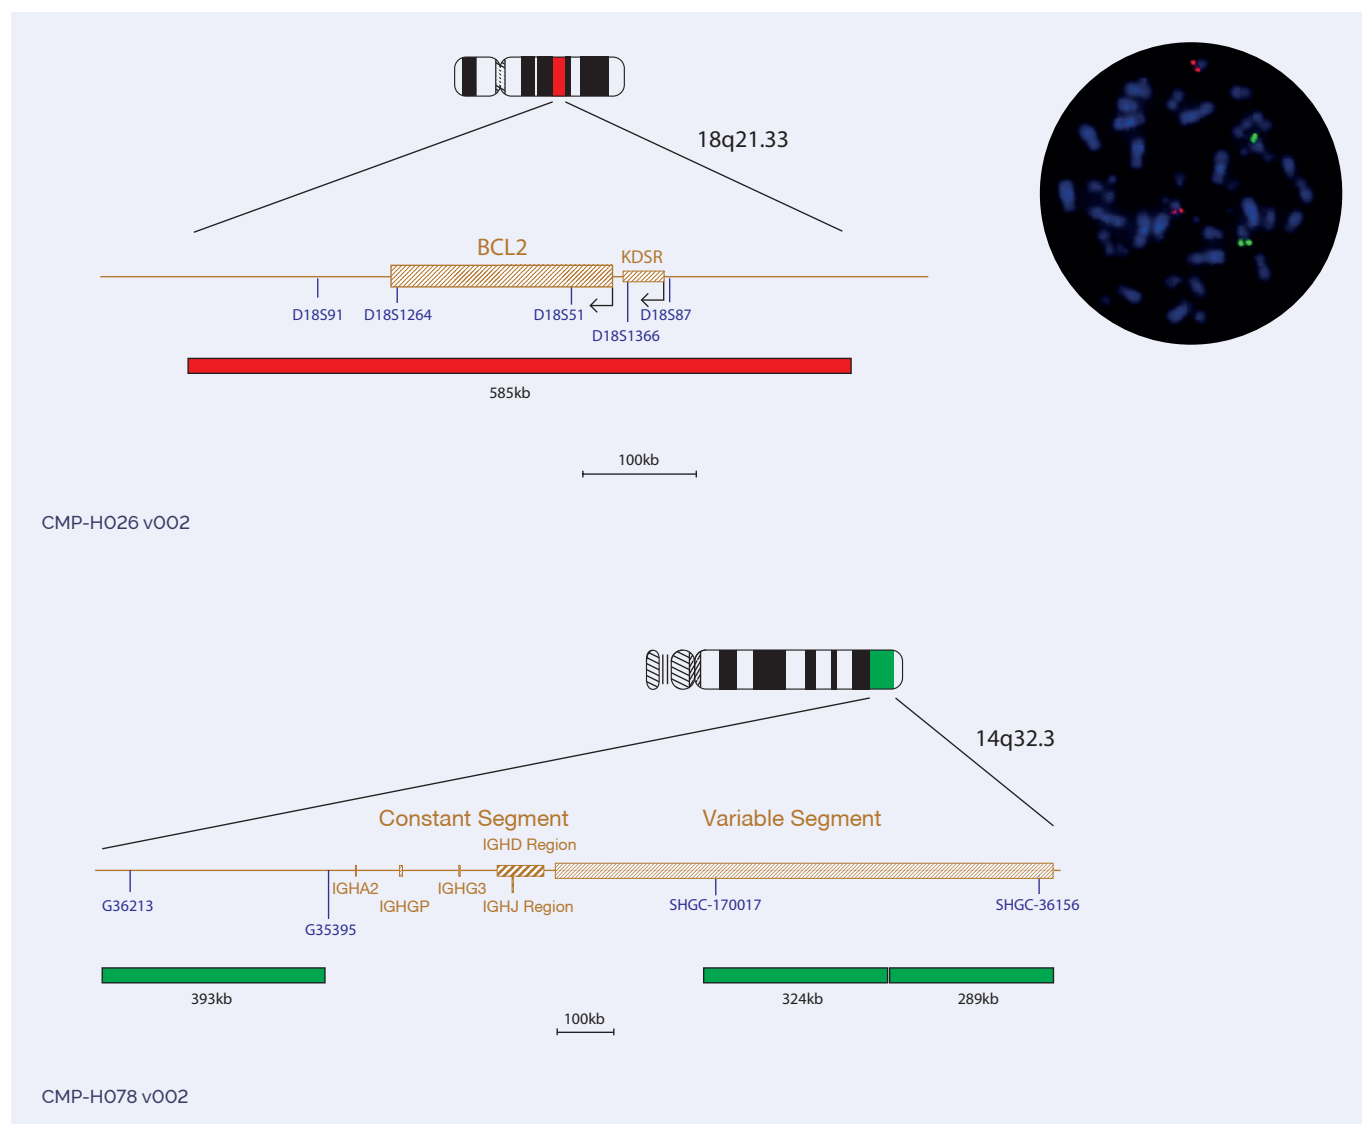 18q21.33
BCL2
KDSR
D18S91
D18S1264
D18S51
D18S87
D18S1366
585kb
100kb
CMP-H026 v002
14q32.3
Constant Segment
Variable Segment
IGHD Region
IGHA2
IGHG3
IGHGP
IGHJ Region
G36213
SHGC-170017
SHGC-36156
G35395
393kb
324kb
289kb
100kb
CMP-H078 v002